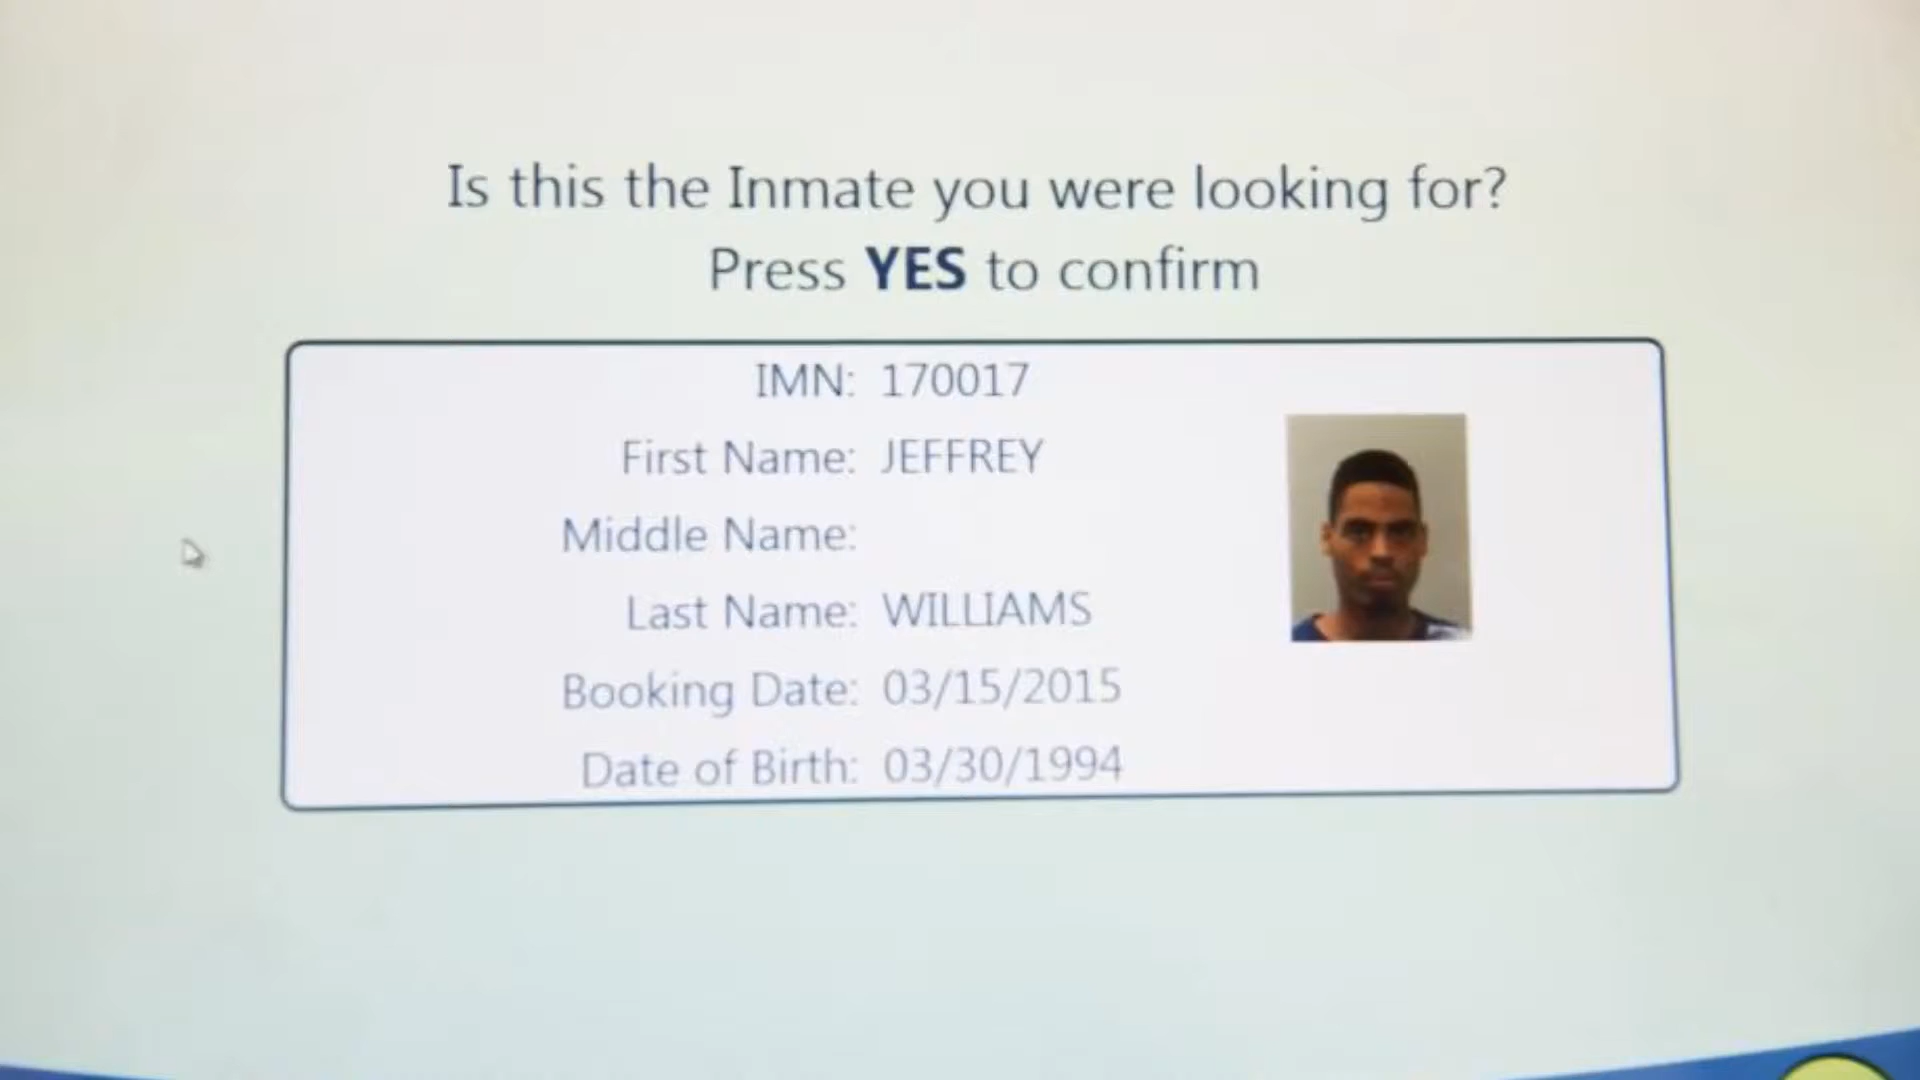 Is this the Inmate you were looking for?
Press YES to confirm
IMN: 170017
First Name: JEFFREY
Middle Name:
Last Name: WILLIAMS
Booking Date: 03/15/2015
Date of Birth: 03/30/1994